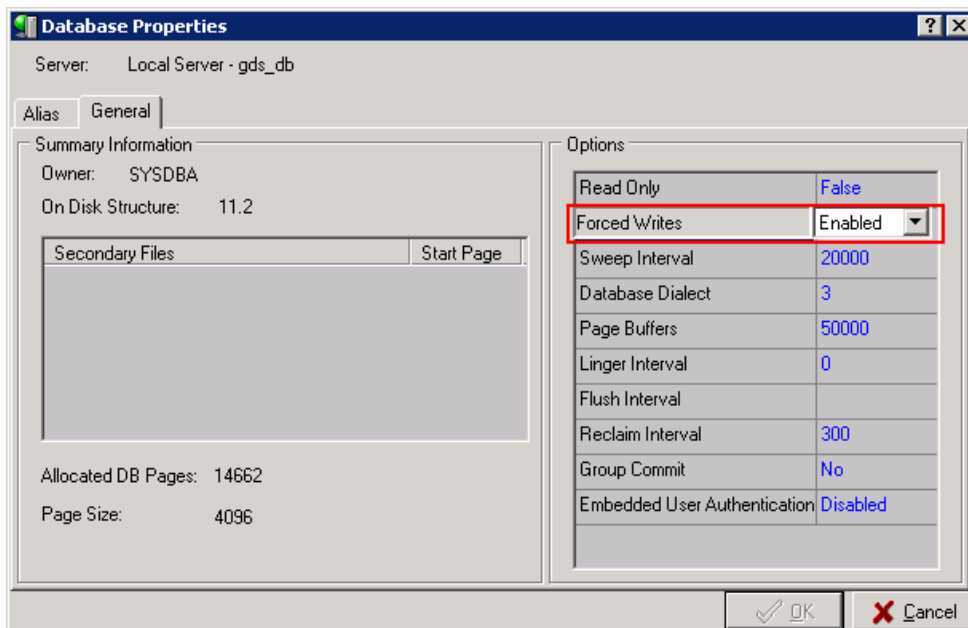 Database Properties
Server: Local Server - gds_db
Alias General
Summary Information
Owner: SYSDBA
On Disk Structure: 11.2
Secondary Files Start Page
Allocated DB Pages: 14662
Page Size: 4096
Options
Read Only False
Forced Writes Enabled
Sweep Interval 20000
Database Dialect 3
Page Buffers 50000
Linger Interval 0
Flush Interval
Reclaim Interval 300
Group Commit No
Embedded User Authentication Disabled
OK Cancel